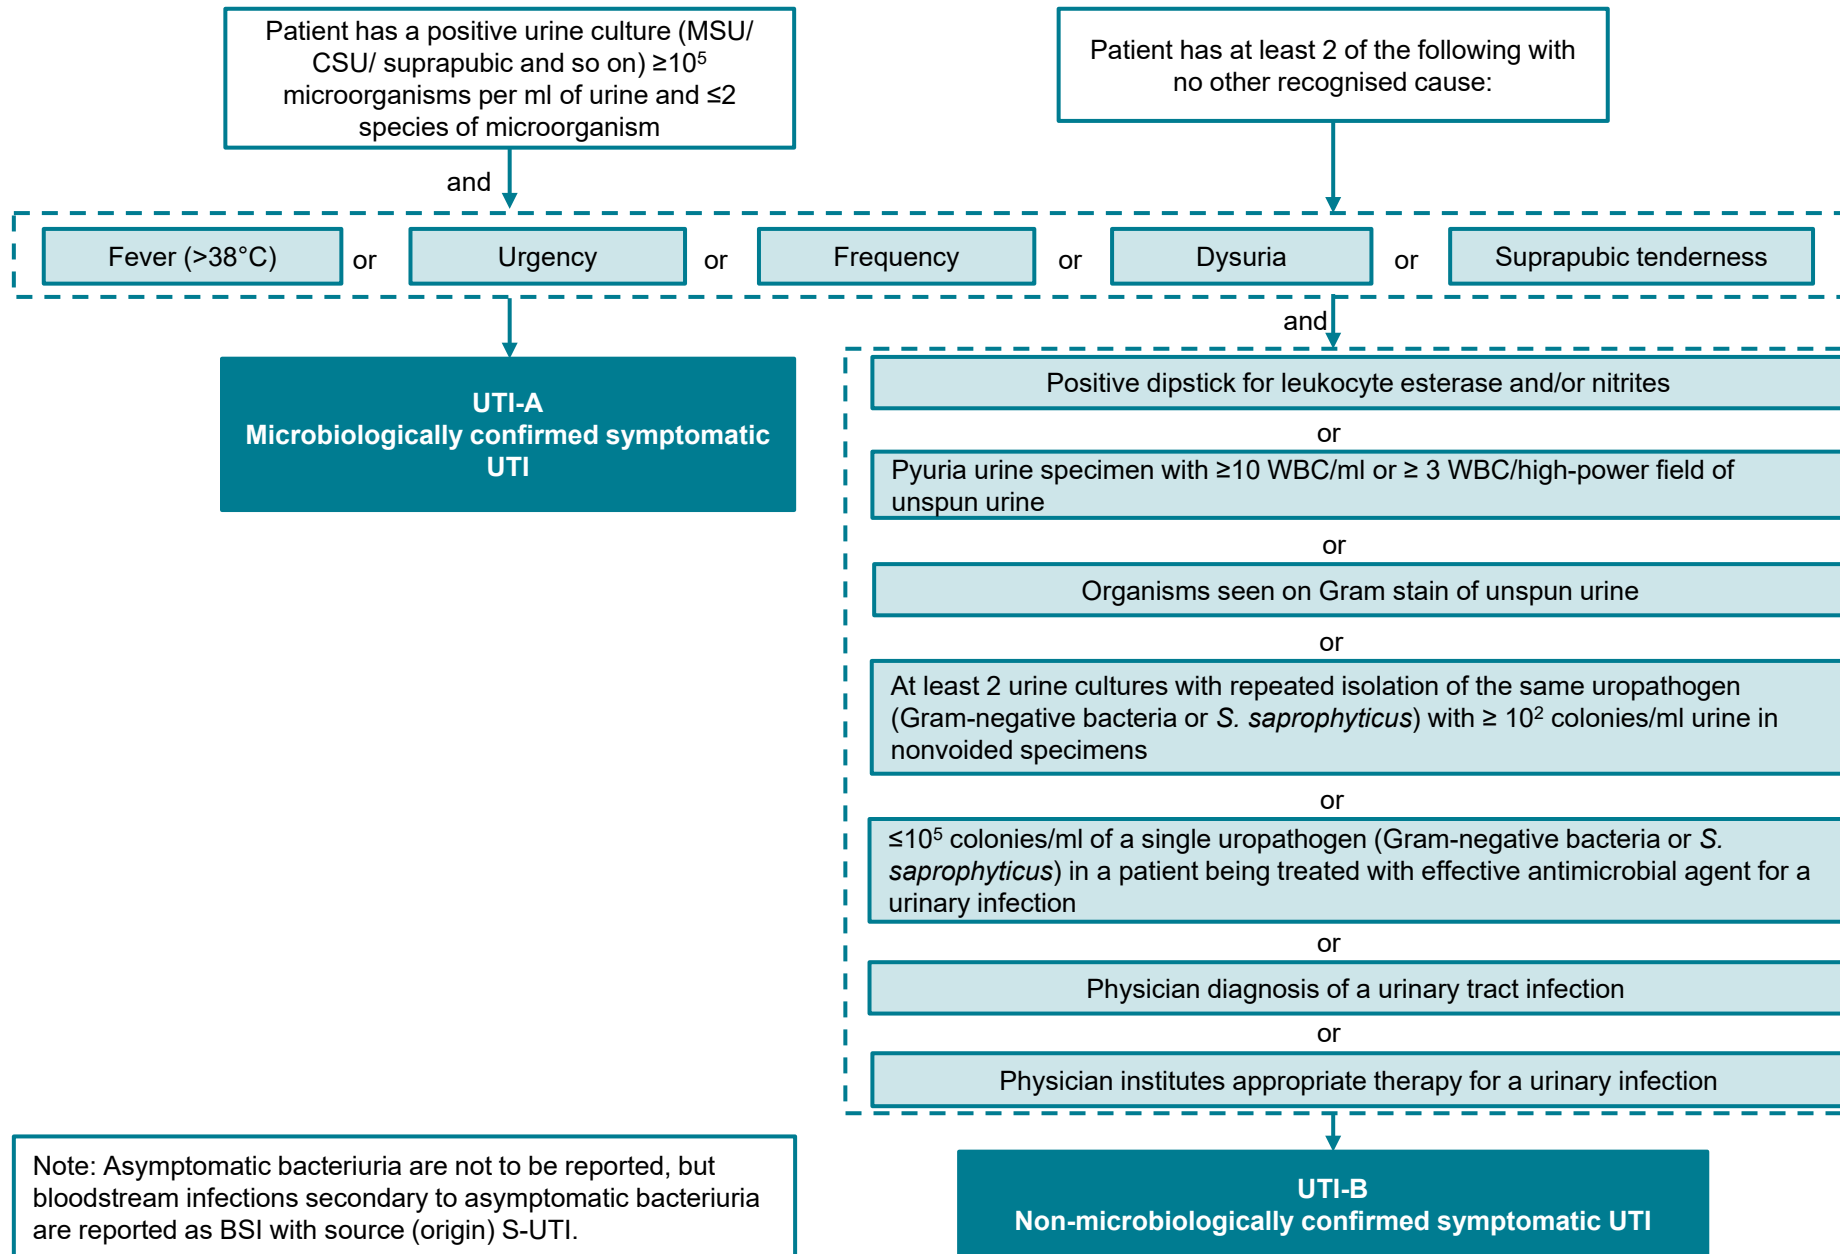 Patient has a positive urine culture (MSU/
CSU/ suprapubic and so on) ≥10⁵
microorganisms per ml of urine and ≤2
species of microorganism
Patient has at least 2 of the following with
no other recognised cause:
and
Fever (>38°C)
or
Urgency
or
Frequency
or
Dysuria
or
Suprapubic tenderness
UTI-A
Microbiologically confirmed symptomatic
UTI
and
Positive dipstick for leukocyte esterase and/or nitrites
or
Pyuria urine specimen with ≥10 WBC/ml or ≥ 3 WBC/high-power field of
unspun urine
or
Organisms seen on Gram stain of unspun urine
or
At least 2 urine cultures with repeated isolation of the same uropathogen
(Gram-negative bacteria or S. saprophyticus) with ≥ 10² colonies/ml urine in
nonvoided specimens
or
≤10⁵ colonies/ml of a single uropathogen (Gram-negative bacteria or S.
saprophyticus) in a patient being treated with effective antimicrobial agent for a
urinary infection
or
Physician diagnosis of a urinary tract infection
or
Physician institutes appropriate therapy for a urinary infection
Note: Asymptomatic bacteriuria are not to be reported, but
bloodstream infections secondary to asymptomatic bacteriuria
are reported as BSI with source (origin) S-UTI.
UTI-B
Non-microbiologically confirmed symptomatic UTI